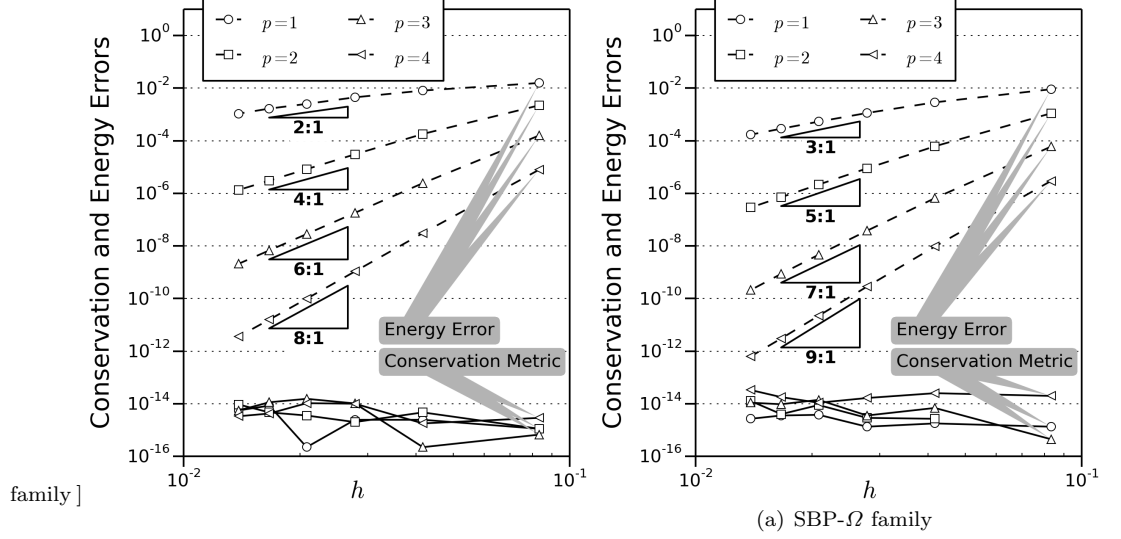 p=1
p=3
p=2
p=4
Conservation and Energy Errors
10^0
10^-2
10^-4
10^-6
10^-8
10^-10
10^-12
10^-14
10^-16
2:1
4:1
6:1
8:1
Energy Error
Conservation Metric
10^-2
10^-1
h
family ]
p=1
p=3
p=2
p=4
Conservation and Energy Errors
10^0
10^-2
10^-4
10^-6
10^-8
10^-10
10^-12
10^-14
10^-16
3:1
5:1
7:1
9:1
Energy Error
Conservation Metric
10^-2
10^-1
h
(a) SBP-Ω family